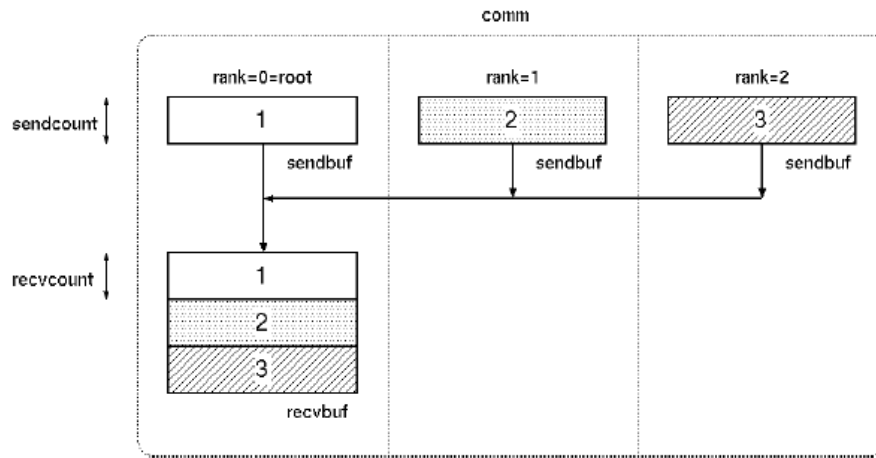 comm
rank=0=root
rank=1
rank=2
sendcount
1
2
3
sendbuf
sendbuf
sendbuf
recvcount
1
2
3
recvbuf